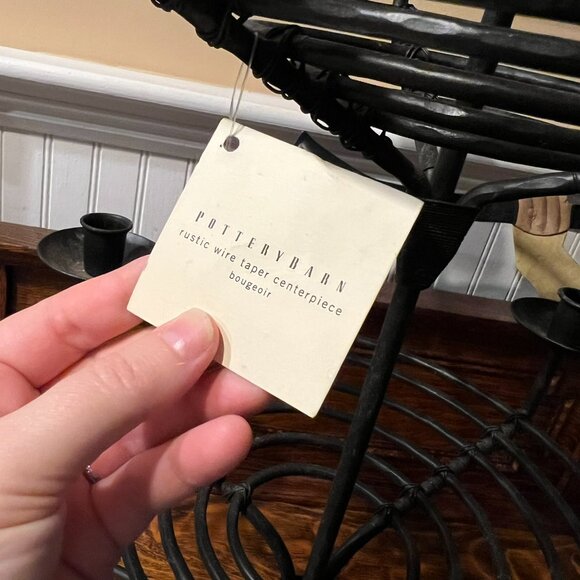 POTTERYBARN
rustic wire taper centerpiece
bougeoir